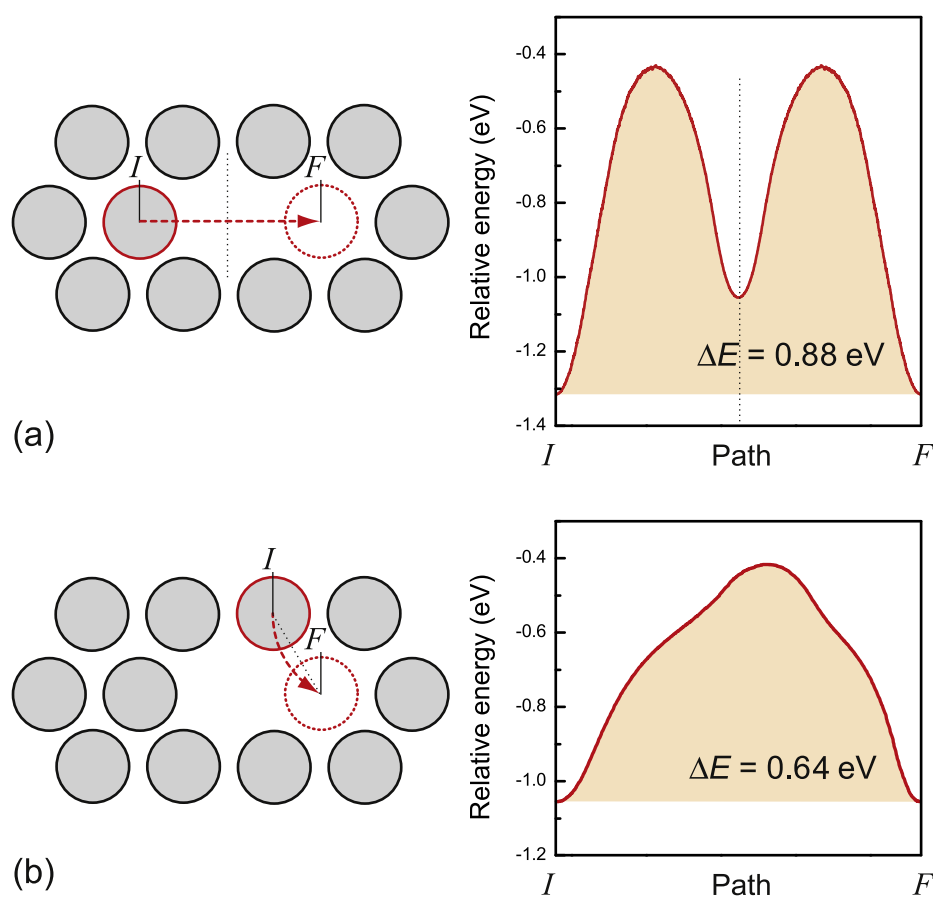 I
F
(a)
Relative energy (eV)
-0.4
-0.6
-0.8
-1.0
-1.2
-1.4
ΔE = 0.88 eV
I
Path
F
I
F
(b)
Relative energy (eV)
-0.4
-0.6
-0.8
-1.0
-1.2
ΔE = 0.64 eV
I
Path
F